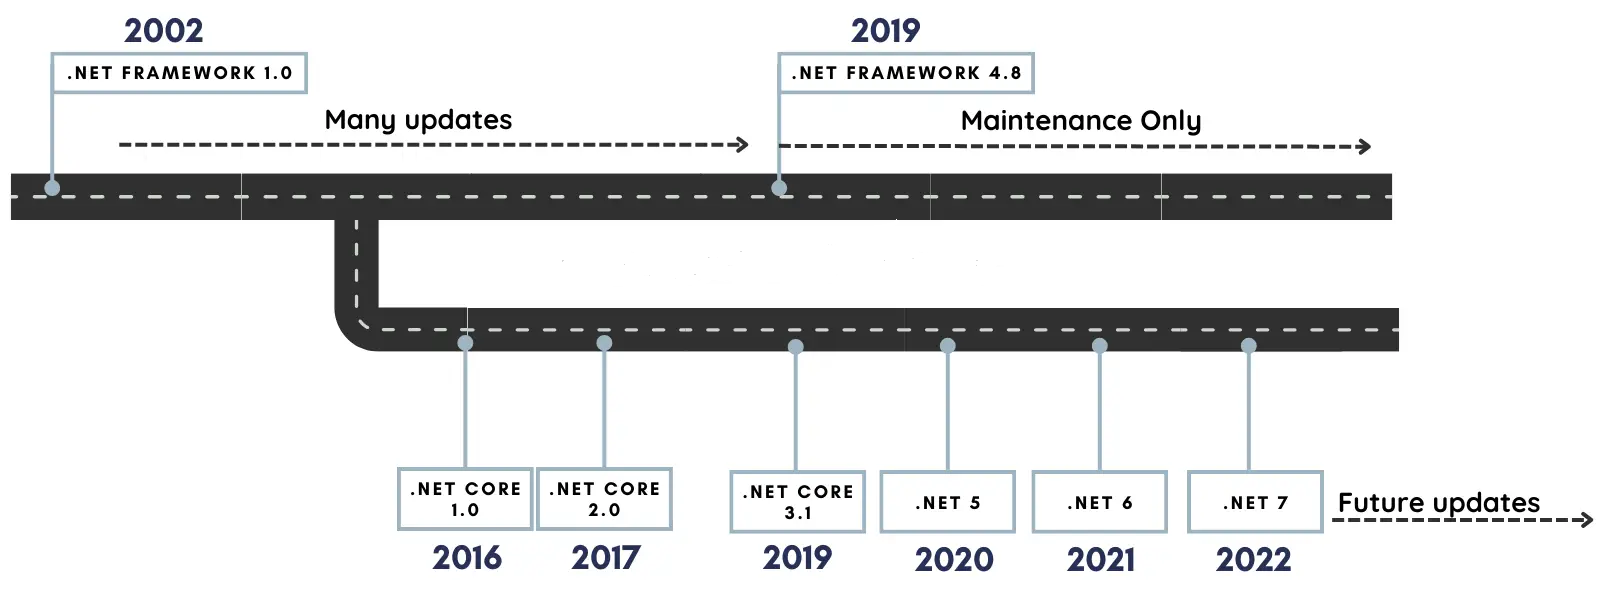 2002
2019
.NET FRAMEWORK 1.0
.NET FRAMEWORK 4.8
Many updates
Maintenance Only
.NET CORE
1.0
.NET CORE
2.0
.NET CORE
3.1
.NET 5
.NET 6
.NET 7
Future updates
2016
2017
2019
2020
2021
2022